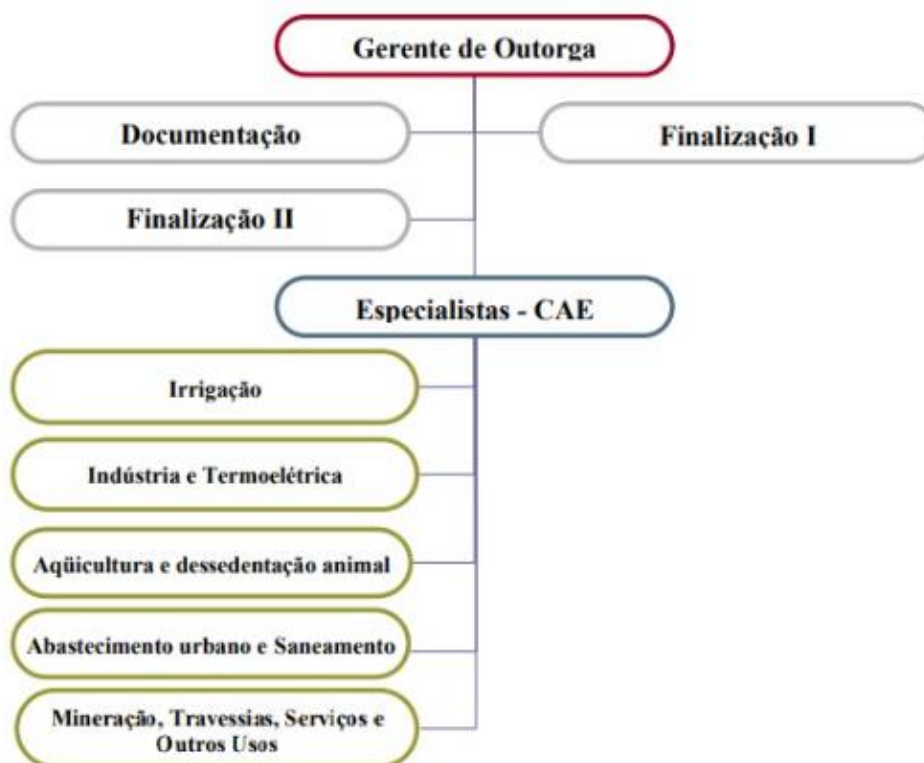 Gerente de Outorga
Documentação
Finalização I
Finalização II
Especialistas - CAE
Irrigação
Indústria e Termoelétrica
Aqüicultura e dessedentação animal
Abastecimento urbano e Saneamento
Mineração, Travessias, Serviços e
Outros Usos